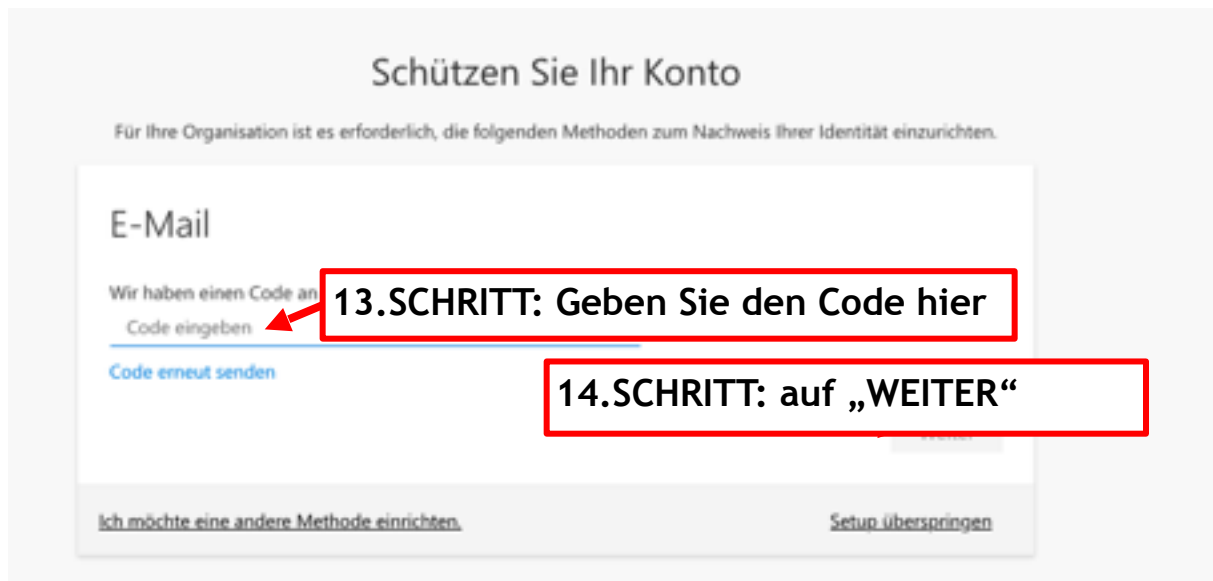 Schützen Sie Ihr Konto
Für Ihre Organisation ist es erforderlich, die folgenden Methoden zum Nachweis Ihrer Identität einzurichten.
E-Mail
Wir haben einen Code an
13.SCHRITT: Geben Sie den Code hier
Code eingeben
Code erneut senden
14.SCHRITT: auf „WEITER“
Weiter
Ich möchte eine andere Methode einrichten.
Setup überspringen